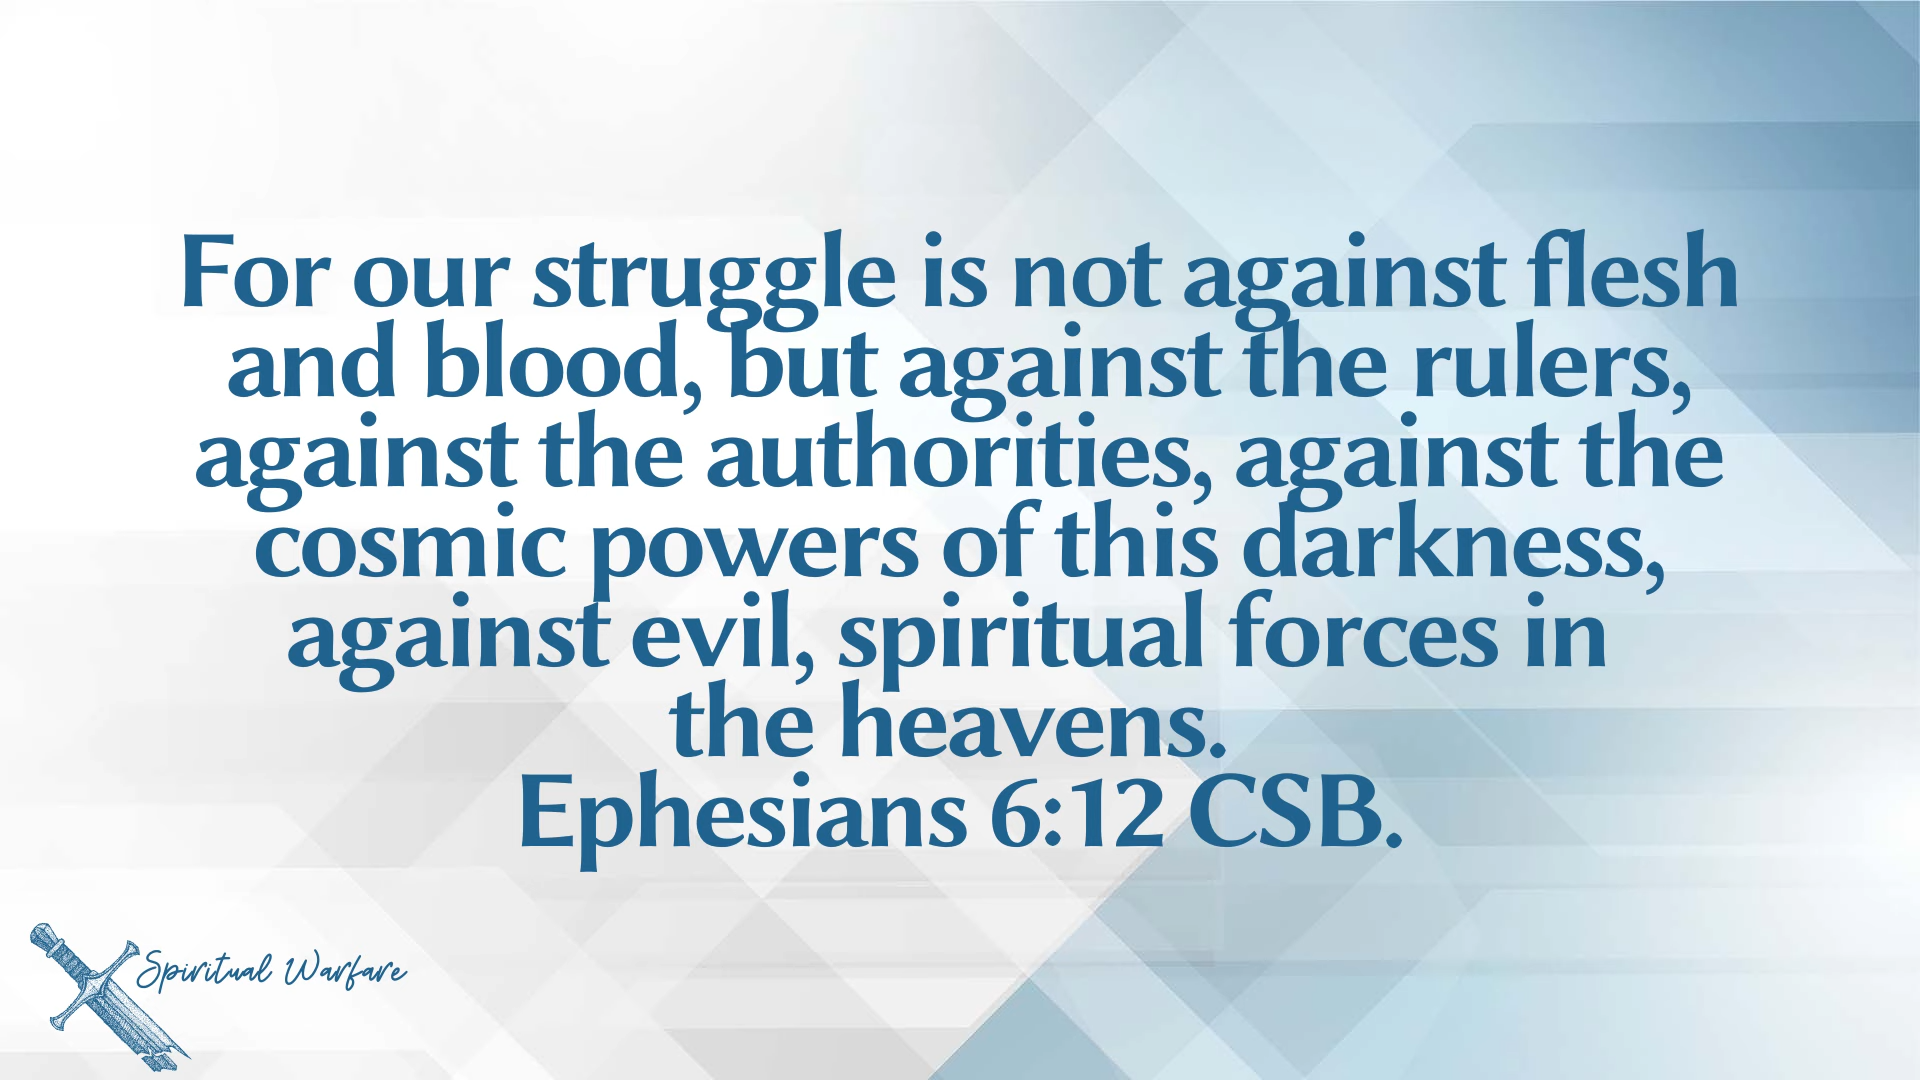 For our struggle is not against flesh
and blood, but against the rulers,
against the authorities, against the
cosmic powers of this darkness,
against evil, spiritual forces in
the heavens.
Ephesians 6:12 CSB.
Spiritual Warfare